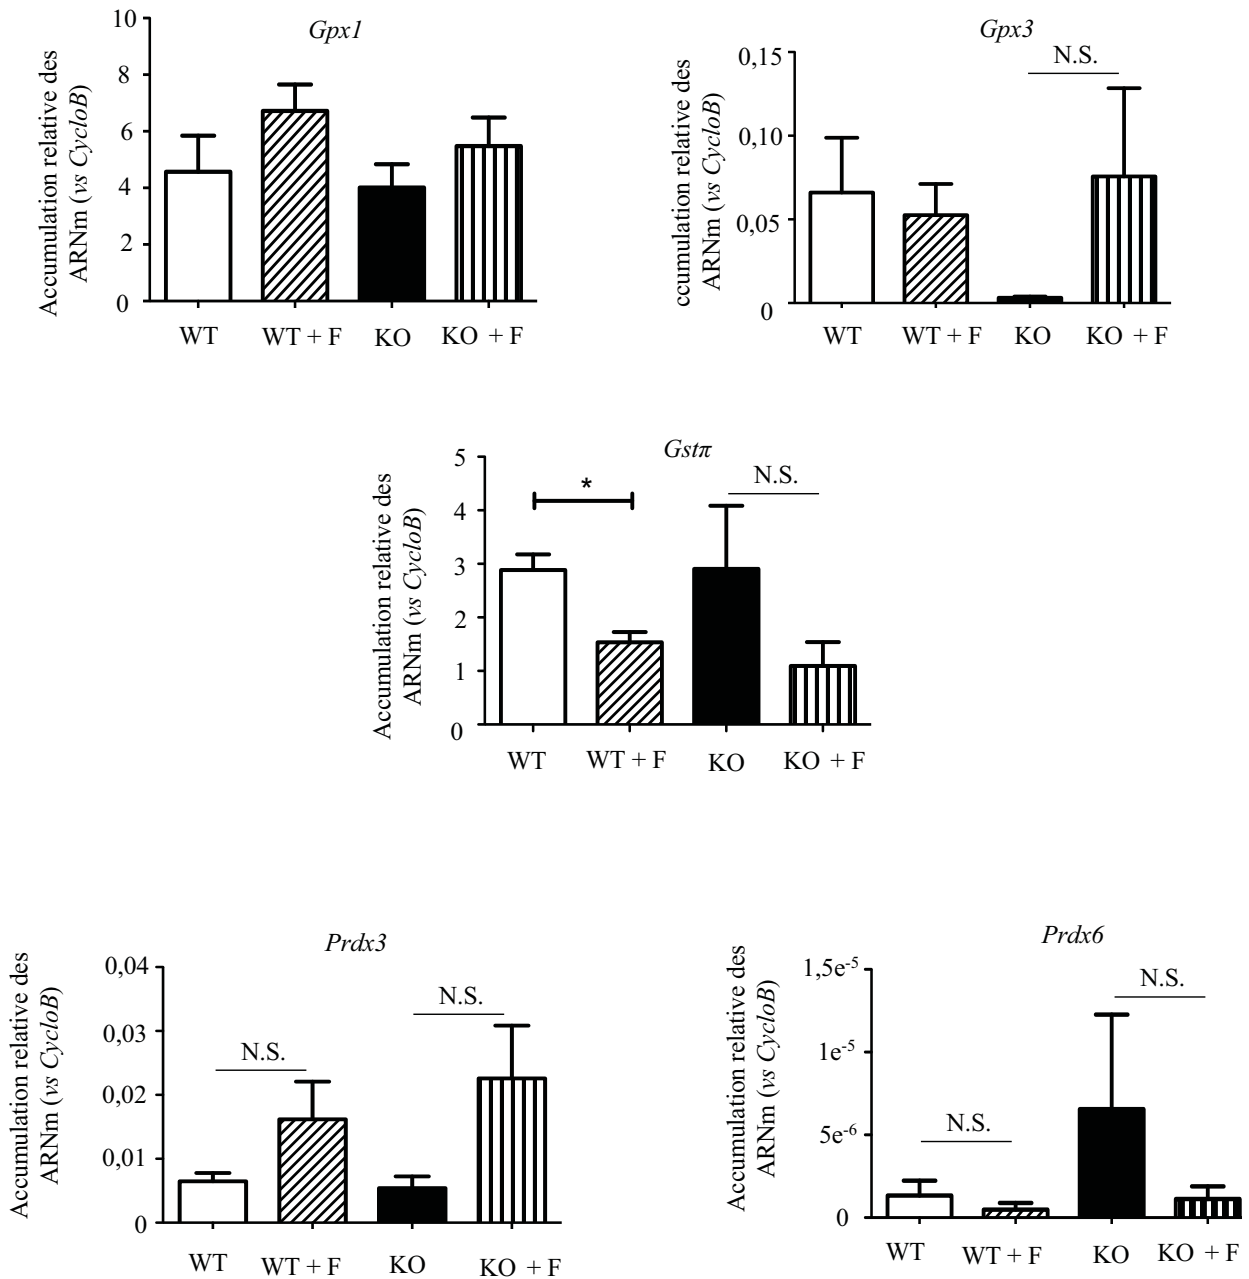 Gpx1
Accumulation relative des
ARNm (vs CycloB)
10
8
6
4
2
0
WT
WT + F
KO
KO + F
Gpx3
ccumulation relative des
ARNm (vs CycloB)
0,15
0,10
0,05
0
N.S.
WT
WT + F
KO
KO + F
Gstπ
Accumulation relative des
ARNm (vs CycloB)
5
4
3
2
1
0
*
N.S.
WT
WT + F
KO
KO + F
Prdx3
Accumulation relative des
ARNm (vs CycloB)
0,04
0,03
0,02
0,01
0
N.S.
N.S.
WT
WT + F
KO
KO + F
Prdx6
Accumulation relative des
ARNm (vs CycloB)
1,5e-5
1e-5
5e-6
0
N.S.
N.S.
WT
WT + F
KO
KO + F